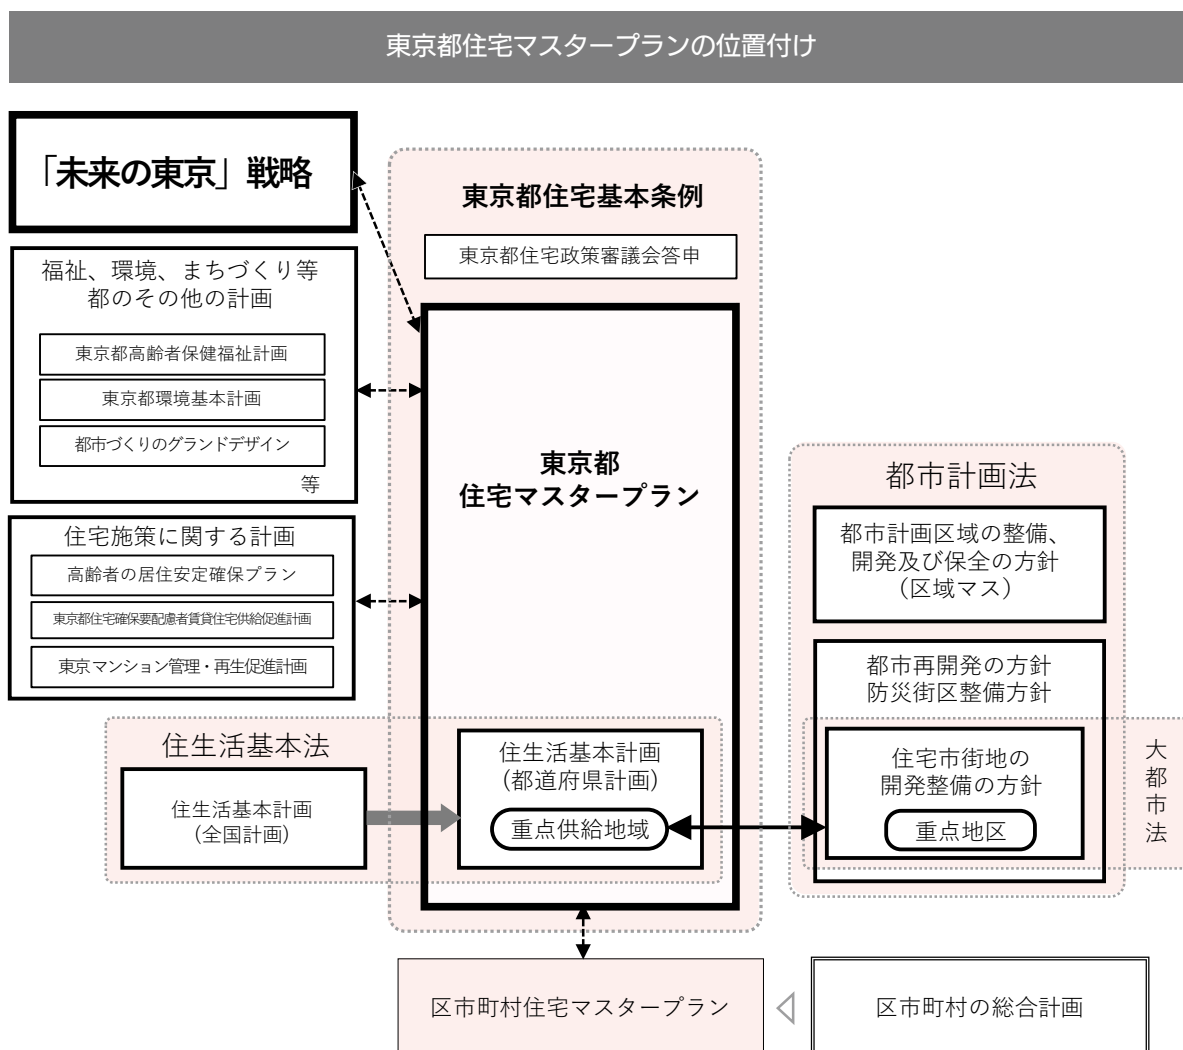 東京都住宅マスタープランの位置付け
「未来の東京」戦略
福祉、環境、まちづくり等
都のその他の計画
東京都高齢者保健福祉計画
東京都環境基本計画
都市づくりのグランドデザイン
等
住宅施策に関する計画
高齢者の居住安定確保プラン
東京都住宅確保要配慮者賃貸住宅供給促進計画
東京マンション管理・再生促進計画
東京都住宅基本条例
東京都住宅政策審議会答申
東京都
住宅マスタープラン
住生活基本法
住生活基本計画
(全国計画)
住生活基本計画
(都道府県計画)
重点供給地域
都市計画法
都市計画区域の整備、
開発及び保全の方針
(区域マス)
都市再開発の方針
防災街区整備方針
住宅市街地の
開発整備の方針
重点地区
大都市法
区市町村住宅マスタープラン
区市町村の総合計画